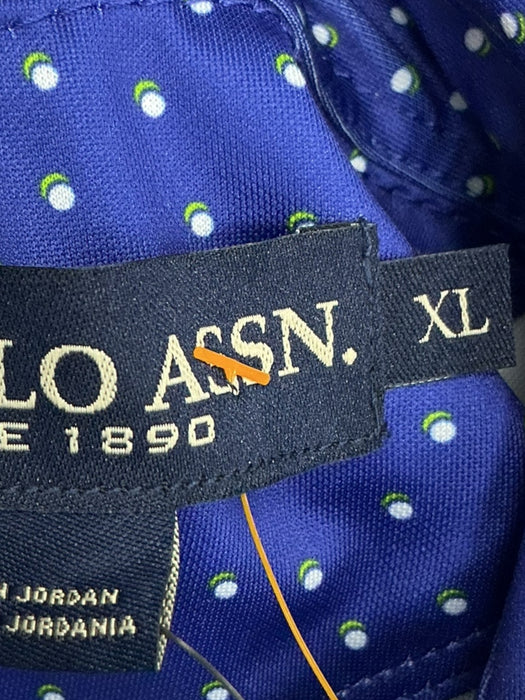 LO ASSN.
XL
E 1890
N JORDAN
JORDANIA